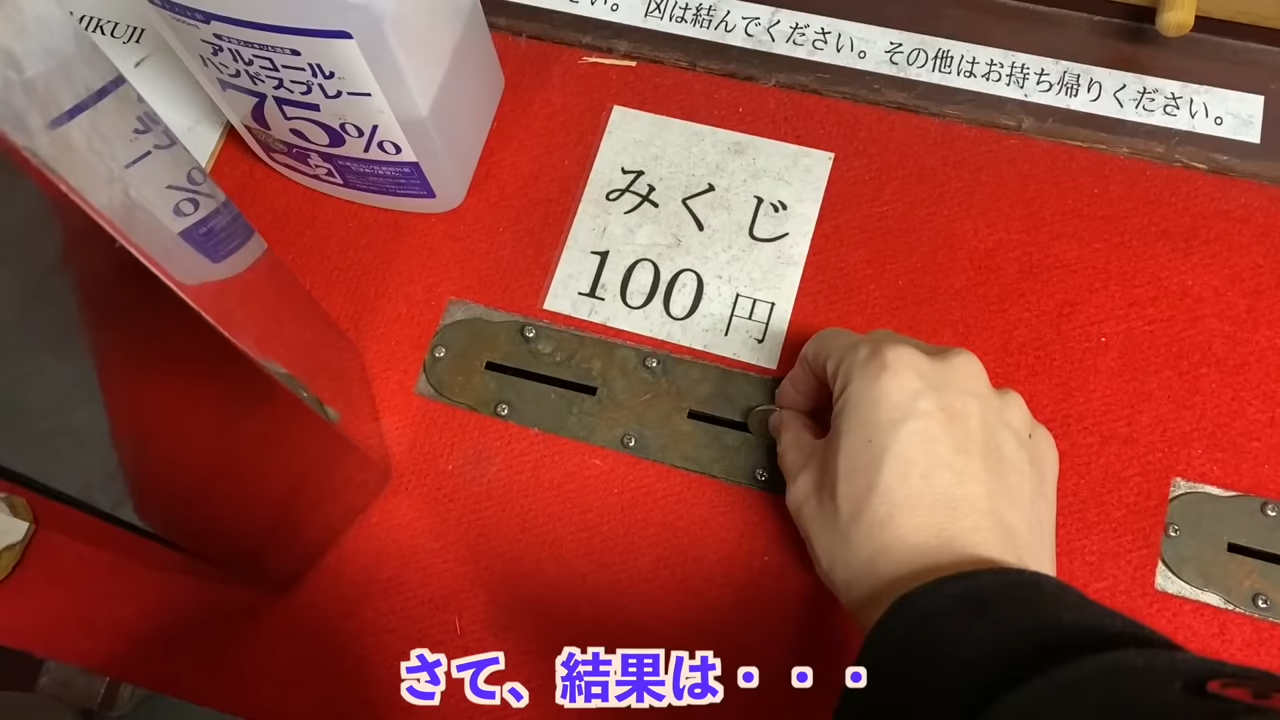 さい。凶は結んでください。その他はお持ち帰りください。
MIKUJI
アルコール
ハンドスプレー
75%
みくじ
100円
さて、結果は・・・